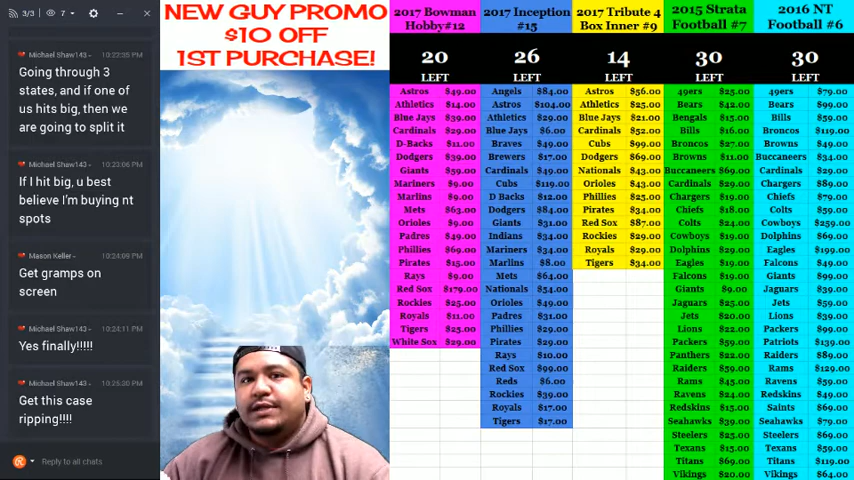 3/3
7
Michael Shaw143 - 10:22:35 PM
Going through 3
states, and if one of
us hits big, then we
are going to split it
Michael Shaw143 - 10:23:06 PM
If I hit big, u best
believe I'm buying nt
spots
Mason Keller - 10:24:09 PM
Get gramps on
screen
Michael Shaw143 - 10:24:11 PM
Yes finally!!!!!
Michael Shaw143 - 10:25:30 PM
Get this case
ripping!!!!
Reply to all chats
NEW GUY PROMO
$10 OFF
1ST PURCHASE!
2017 Bowman
Hobby#12
20
LEFT
Astros $49.00
Athletics $14.00
Blue Jays $39.00
Cardinals $29.00
D-Backs $11.00
Dodgers $39.00
Giants $59.00
Mariners $9.00
Marlins $9.00
Mets $63.00
Orioles $9.00
Padres $49.00
Phillies $69.00
Pirates $15.00
Rays $9.00
Red Sox $179.00
Rockies $25.00
Royals $11.00
Tigers $23.00
White Sox $29.00
2017 Inception
#15
26
LEFT
Angels $84.00
Astros $104.00
Athletics $29.00
Blue Jays $6.00
Braves $49.00
Brewers $17.00
Cardinals $49.00
Cubs $119.00
D Backs $12.00
Dodgers $84.00
Giants $31.00
Indians $34.00
Mariners $34.00
Marlins $8.00
Mets $64.00
Nationals $54.00
Orioles $49.00
Padres $31.00
Phillies $29.00
Pirates $29.00
Rays $10.00
Red Sox $99.00
Reds $6.00
Rockies $39.00
Royals $17.00
Tigers $17.00
2017 Tribute 4
Box Inner #9
14
LEFT
Astros $56.00
Athletics $25.00
Blue Jays $21.00
Cardinals $52.00
Cubs $99.00
Dodgers $69.00
Nationals $43.00
Orioles $43.00
Phillies $25.00
Pirates $34.00
Red Sox $87.00
Rockies $29.00
Royals $29.00
Tigers $34.00
2015 Strata
Football #7
30
LEFT
49ers $25.00
Bears $42.00
Bengals $15.00
Bills $16.00
Broncos $27.00
Browns $11.00
Buccaneers $69.00
Cardinals $29.00
Chargers $19.00
Chiefs $18.00
Colts $24.00
Cowboys $19.00
Dolphins $29.00
Eagles $19.00
Falcons $29.00
Giants $9.00
Jaguars $25.00
Jets $20.00
Lions $22.00
Packers $59.00
Panthers $22.00
Raiders $59.00
Rams $45.00
Ravens $24.00
Redskins $15.00
Seahawks $39.00
Steelers $25.00
Texans $15.00
Titans $69.00
Vikings $20.00
2016 NT
Football #6
30
LEFT
49ers $79.00
Bears $99.00
Bills $59.00
Broncos $119.00
Browns $79.00
Buccaneers $34.00
Cardinals $29.00
Chargers $89.00
Chiefs $79.00
Colts $59.00
Cowboys $259.00
Dolphins $69.00
Eagles $199.00
Falcons $49.00
Giants $99.00
Jaguars $39.00
Jets $59.00
Lions $39.00
Packers $99.00
Patriots $139.00
Raiders $89.00
Rams $129.00
Ravens $59.00
Redskins $49.00
Saints $69.00
Seahawks $79.00
Steelers $69.00
Texans $59.00
Titans $119.00
Vikings $64.00